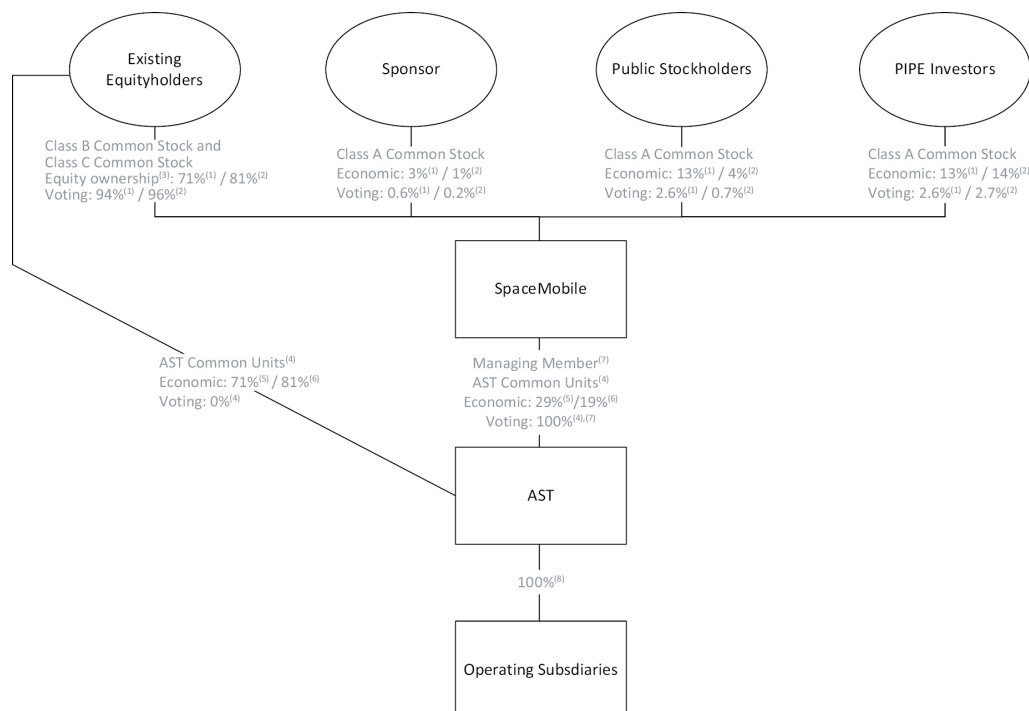 Existing
Equityholders
Sponsor
Public Stockholders
PIPE Investors
Class B Common Stock and
Class C Common Stock
Equity ownership(3): 71%(1) / 81%(2)
Voting: 94%(1) / 96%(2)
Class A Common Stock
Economic: 3%(1) / 1%(2)
Voting: 0.6%(1) / 0.2%(2)
Class A Common Stock
Economic: 13%(1) / 4%(2)
Voting: 2.6%(1) / 0.7%(2)
Class A Common Stock
Economic: 13%(1) / 14%(2)
Voting: 2.6%(1) / 2.7%(2)
SpaceMobile
AST Common Units(4)
Economic: 71%(5) / 81%(6)
Voting: 0%(4)
Managing Member(7)
AST Common Units(4)
Economic: 29%(5)/19%(6)
Voting: 100%(4),(7)
AST
100%(8)
Operating Subsdiaries